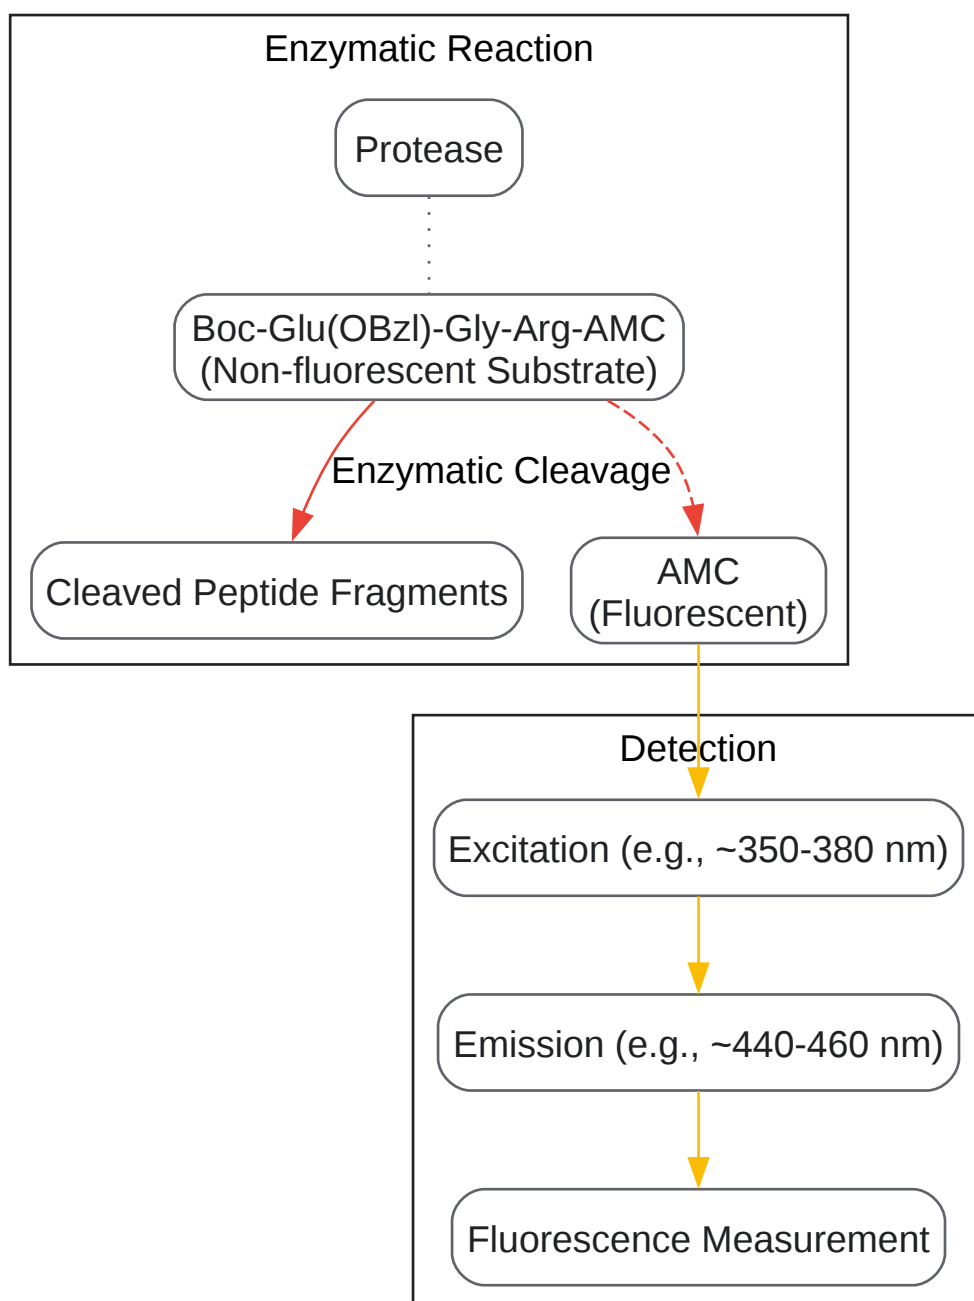 Enzymatic Reaction
Protease
Boc-Glu(OBzl)-Gly-Arg-AMC
(Non-fluorescent Substrate)
Enzymatic Cleavage
Cleaved Peptide Fragments
AMC
(Fluorescent)
Detection
Excitation (e.g., ~350-380 nm)
Emission (e.g., ~440-460 nm)
Fluorescence Measurement